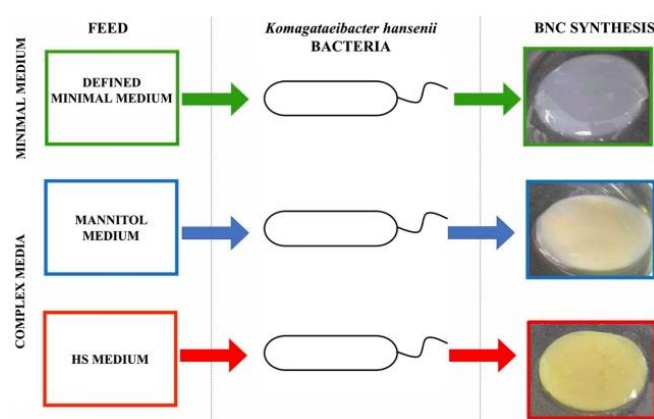 FEED
Komagataeibacter hansenii
BACTERIA
BNC SYNTHESIS
MINIMAL MEDIUM
DEFINED
MINIMAL MEDIUM
COMPLEX MEDIA
MANNITOL
MEDIUM
HS MEDIUM